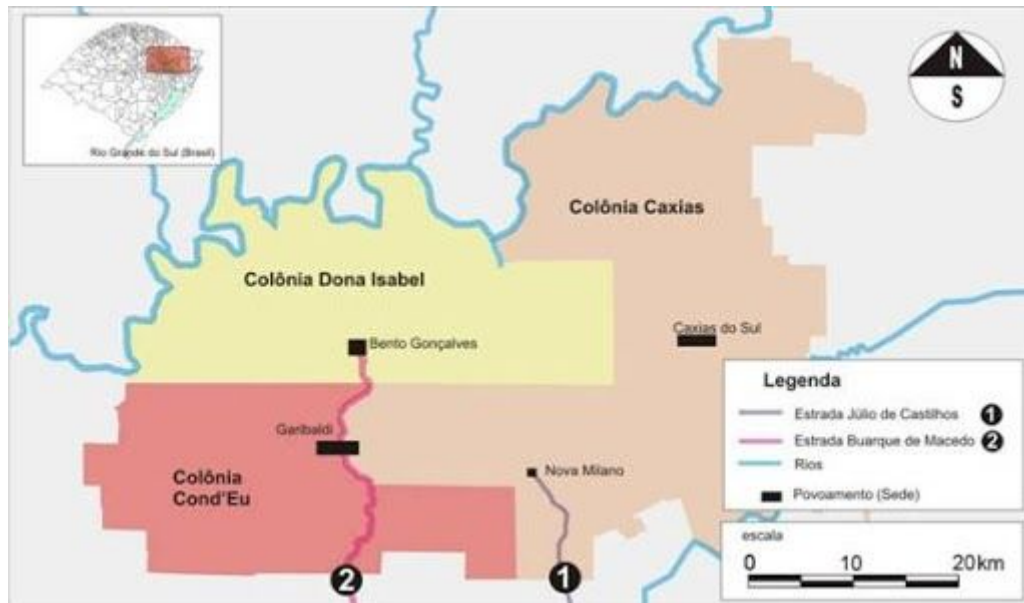 Rio Grande do Sul (Brasil)
N
S
Colônia Caxias
Colônia Dona Isabel
Bento Gonçalves
Caxias do Sul
Garibaldi
Colônia
Cond'Eu
Nova Milano
2
1
Legenda
Estrada Júlio de Castilhos 1
Estrada Buarque de Macedo 2
Rios
Povoamento (Sede)
escala
0 10 20 km